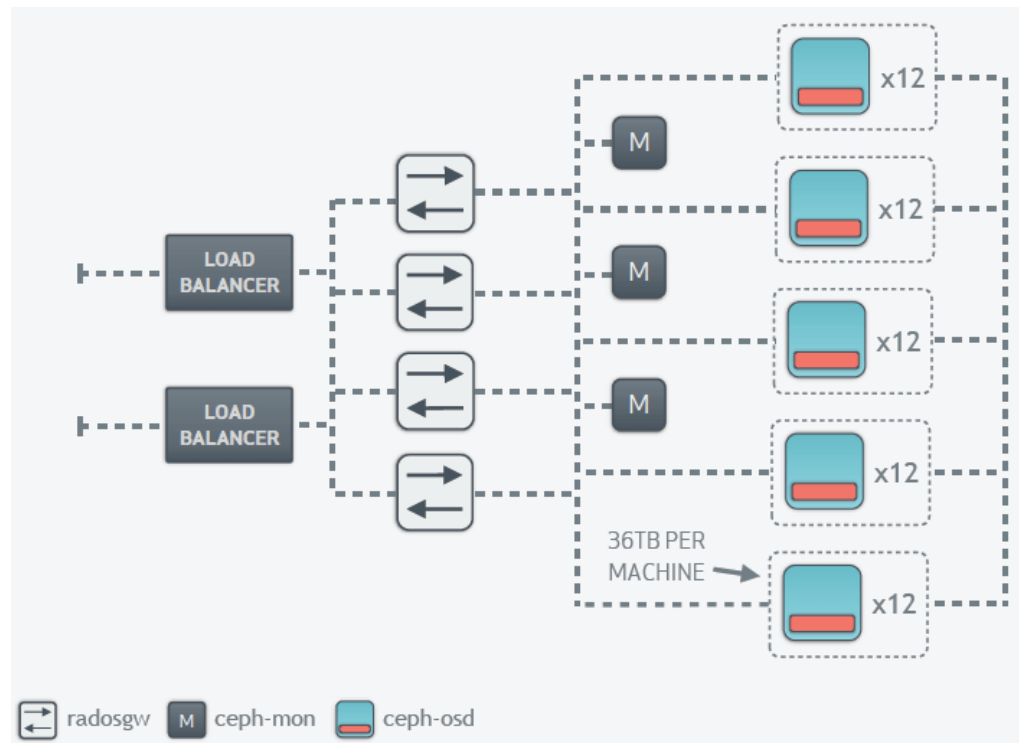 x12
M
x12
LOAD
BALANCER
M
x12
M
LOAD
BALANCER
x12
36TB PER
MACHINE
x12
radosgw
M
ceph-mon
ceph-osd